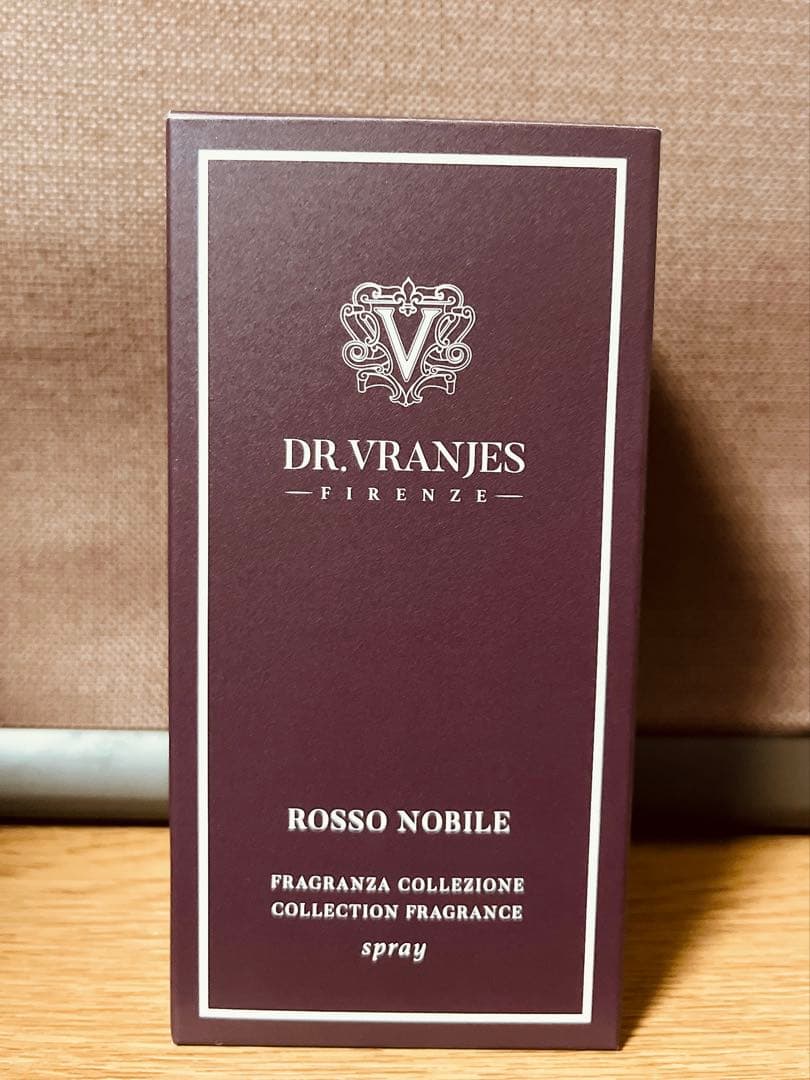 V
DR.VRANJES
FIRENZE
ROSSO NOBILE
FRAGRANZA COLLEZIONE
COLLECTION FRAGRANCE
spray